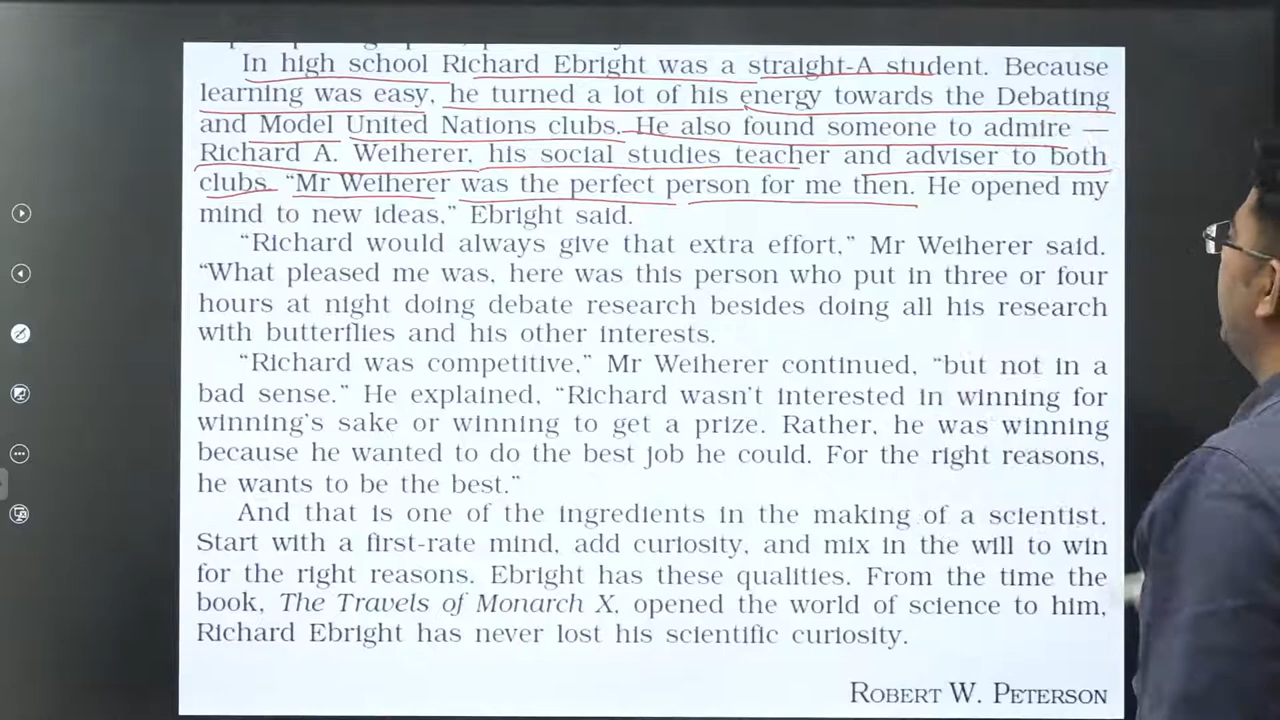 In high school Richard Ebright was a straight-A student. Because
learning was easy, he turned a lot of his energy towards the Debating
and Model United Nations clubs. He also found someone to admire —
Richard A. Weiherer, his social studies teacher and adviser to both
clubs. “Mr Weiherer was the perfect person for me then. He opened my
mind to new ideas,” Ebright said.
“Richard would always give that extra effort,” Mr Weiherer said.
“What pleased me was, here was this person who put in three or four
hours at night doing debate research besides doing all his research
with butterflies and his other interests.
“Richard was competitive,” Mr Weiherer continued, “but not in a
bad sense.” He explained, “Richard wasn't interested in winning for
winning's sake or winning to get a prize. Rather, he was winning
because he wanted to do the best job he could. For the right reasons,
he wants to be the best.”
And that is one of the ingredients in the making of a scientist.
Start with a first-rate mind, add curiosity, and mix in the will to win
for the right reasons. Ebright has these qualities. From the time the
book, The Travels of Monarch X, opened the world of science to him,
Richard Ebright has never lost his scientific curiosity.
ROBERT W. PETERSON